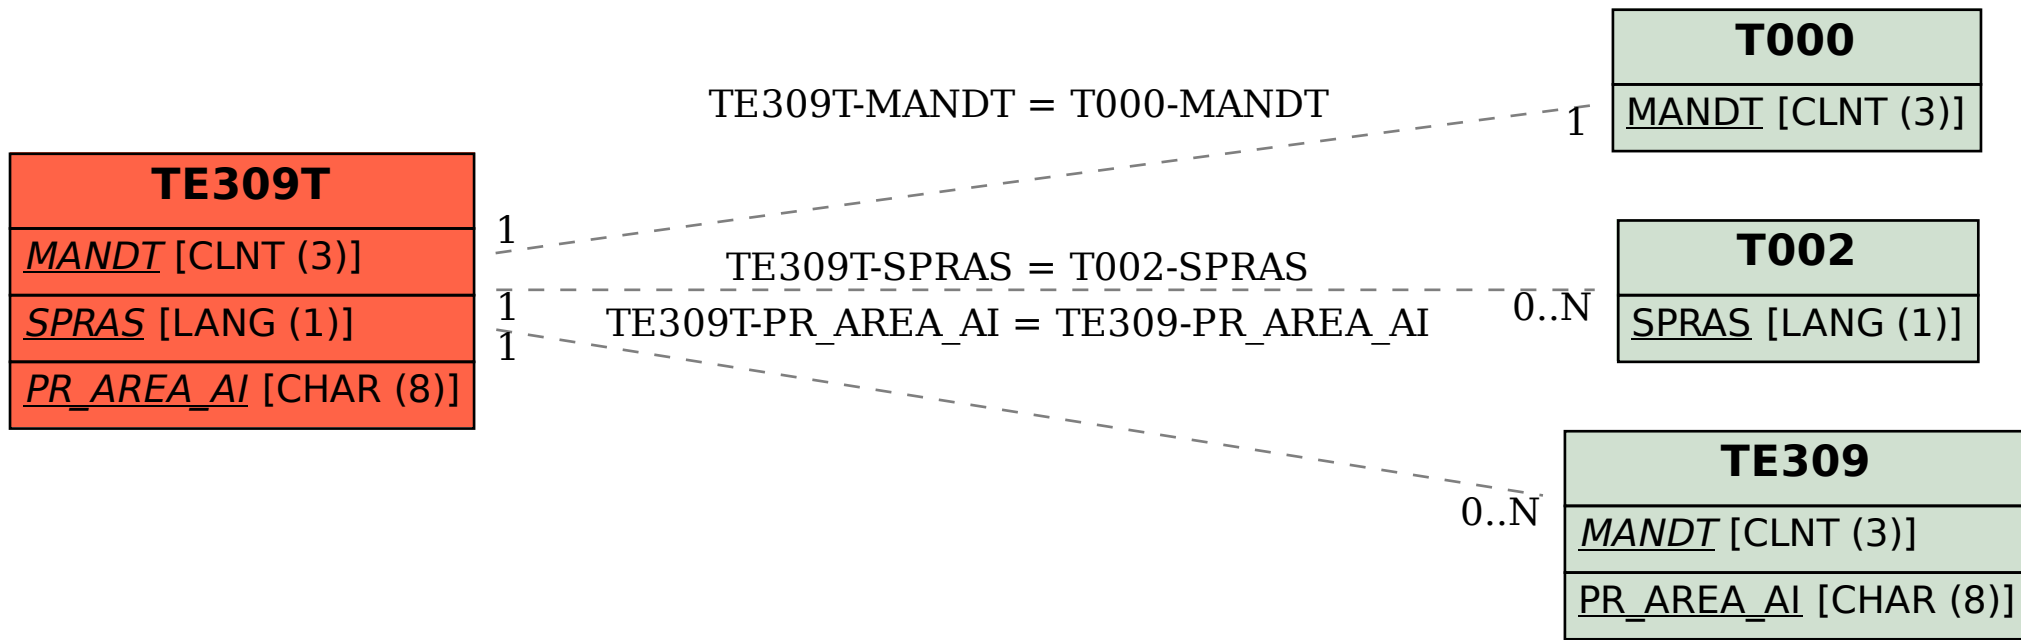 TE309T
MANDT [CLNT (3)]
SPRAS [LANG (1)]
PR_AREA_AI [CHAR (8)]
TE309T-MANDT = T000-MANDT
1
1
TE309T-SPRAS = T002-SPRAS
1
0..N
TE309T-PR_AREA_AI = TE309-PR_AREA_AI
1
0..N
T000
MANDT [CLNT (3)]
T002
SPRAS [LANG (1)]
TE309
MANDT [CLNT (3)]
PR_AREA_AI [CHAR (8)]